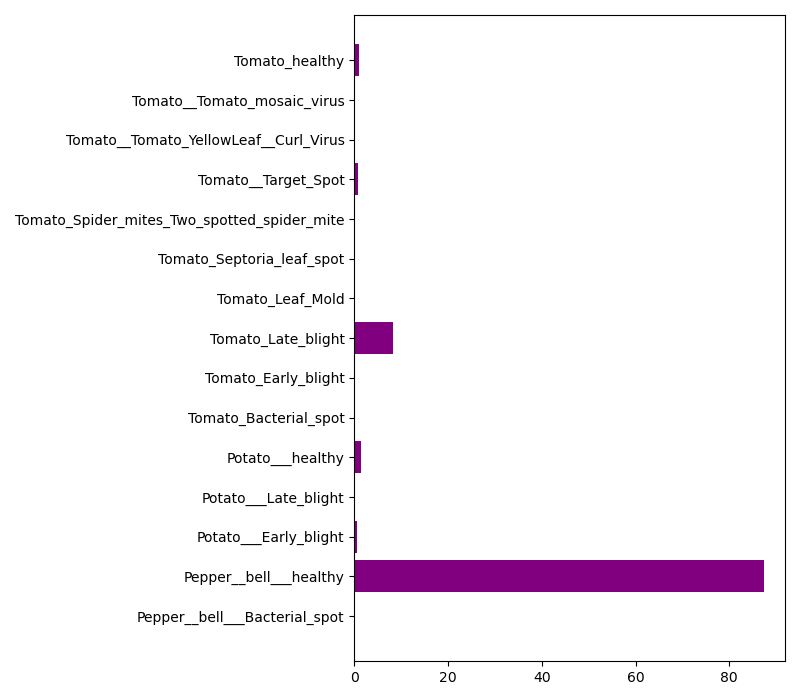 Tomato_healthy
Tomato__Tomato_mosaic_virus
Tomato__Tomato_YellowLeaf__Curl_Virus
Tomato__Target_Spot
Tomato_Spider_mites_Two_spotted_spider_mite
Tomato_Septoria_leaf_spot
Tomato_Leaf_Mold
Tomato_Late_blight
Tomato_Early_blight
Tomato_Bacterial_spot
Potato___healthy
Potato___Late_blight
Potato___Early_blight
Pepper__bell___healthy
Pepper__bell___Bacterial_spot
0 20 40 60 80